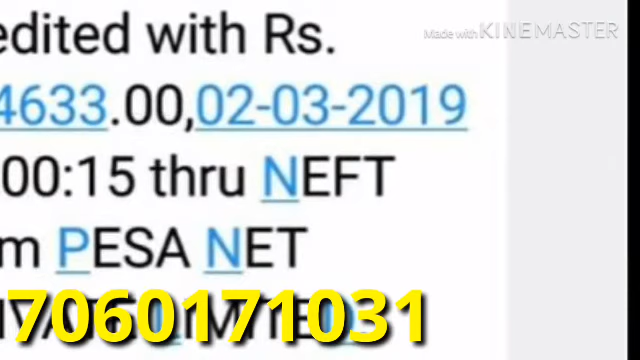 edited with Rs.
Made with KINEMASTER
4633.00,02-03-2019
00:15 thru NEFT
m PESA NET
7060171031